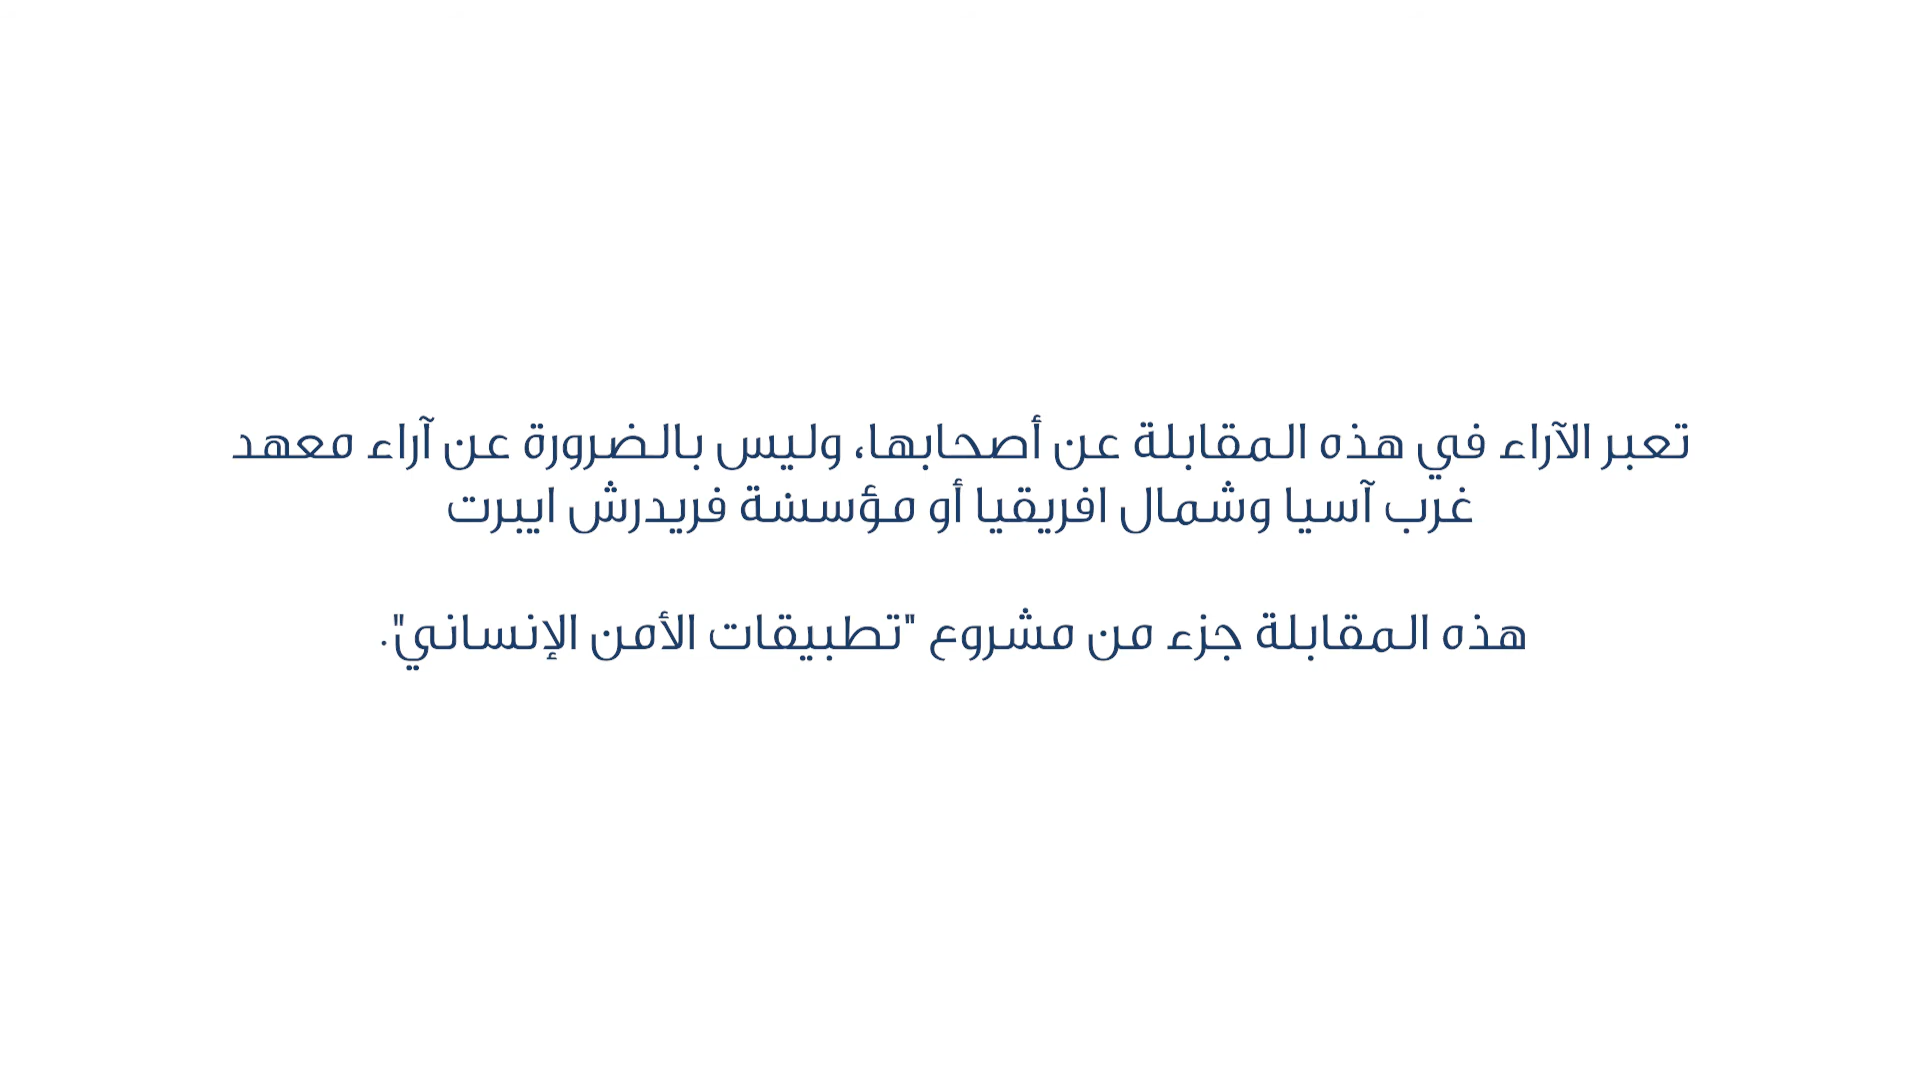 تعبر الآراء في هذه المقابلة عن أصحابها، وليس بالضرورة عن آراء معهد
غرب آسيا وشمال افريقيا أو مؤسسة فريدرش ايبرت
هذه المقابلة جزء من مشروع "تطبيقات الأمن الإنساني".